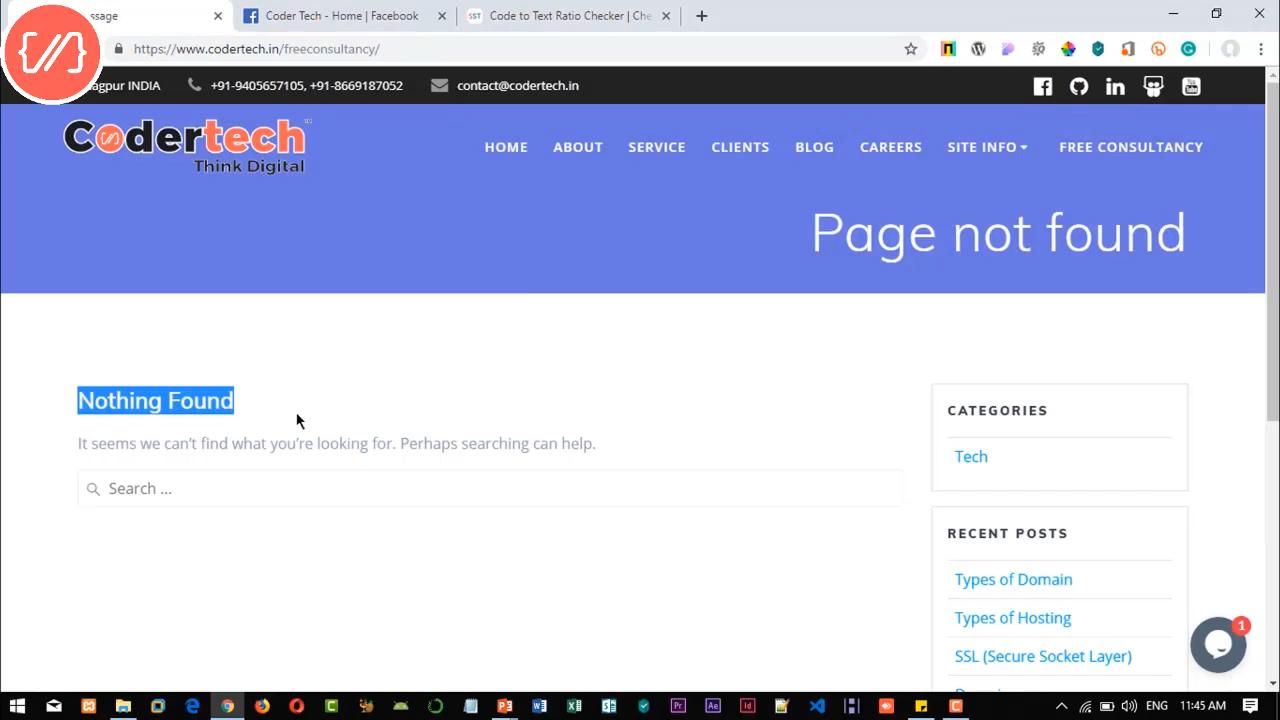 ssage
Coder Tech - Home | Facebook
SST Code to Text Ratio Checker | Che
https://www.codertech.in/freeconsultancy/
agpur INDIA
+91-9405657105, +91-8669187052
contact@codertech.in
Codertech
Think Digital
HOME ABOUT SERVICE CLIENTS BLOG CAREERS SITE INFO FREE CONSULTANCY
Page not found
Nothing Found
It seems we can't find what you're looking for. Perhaps searching can help.
Search ...
CATEGORIES
Tech
RECENT POSTS
Types of Domain
Types of Hosting
SSL (Secure Socket Layer)
1
ENG 11:45 AM